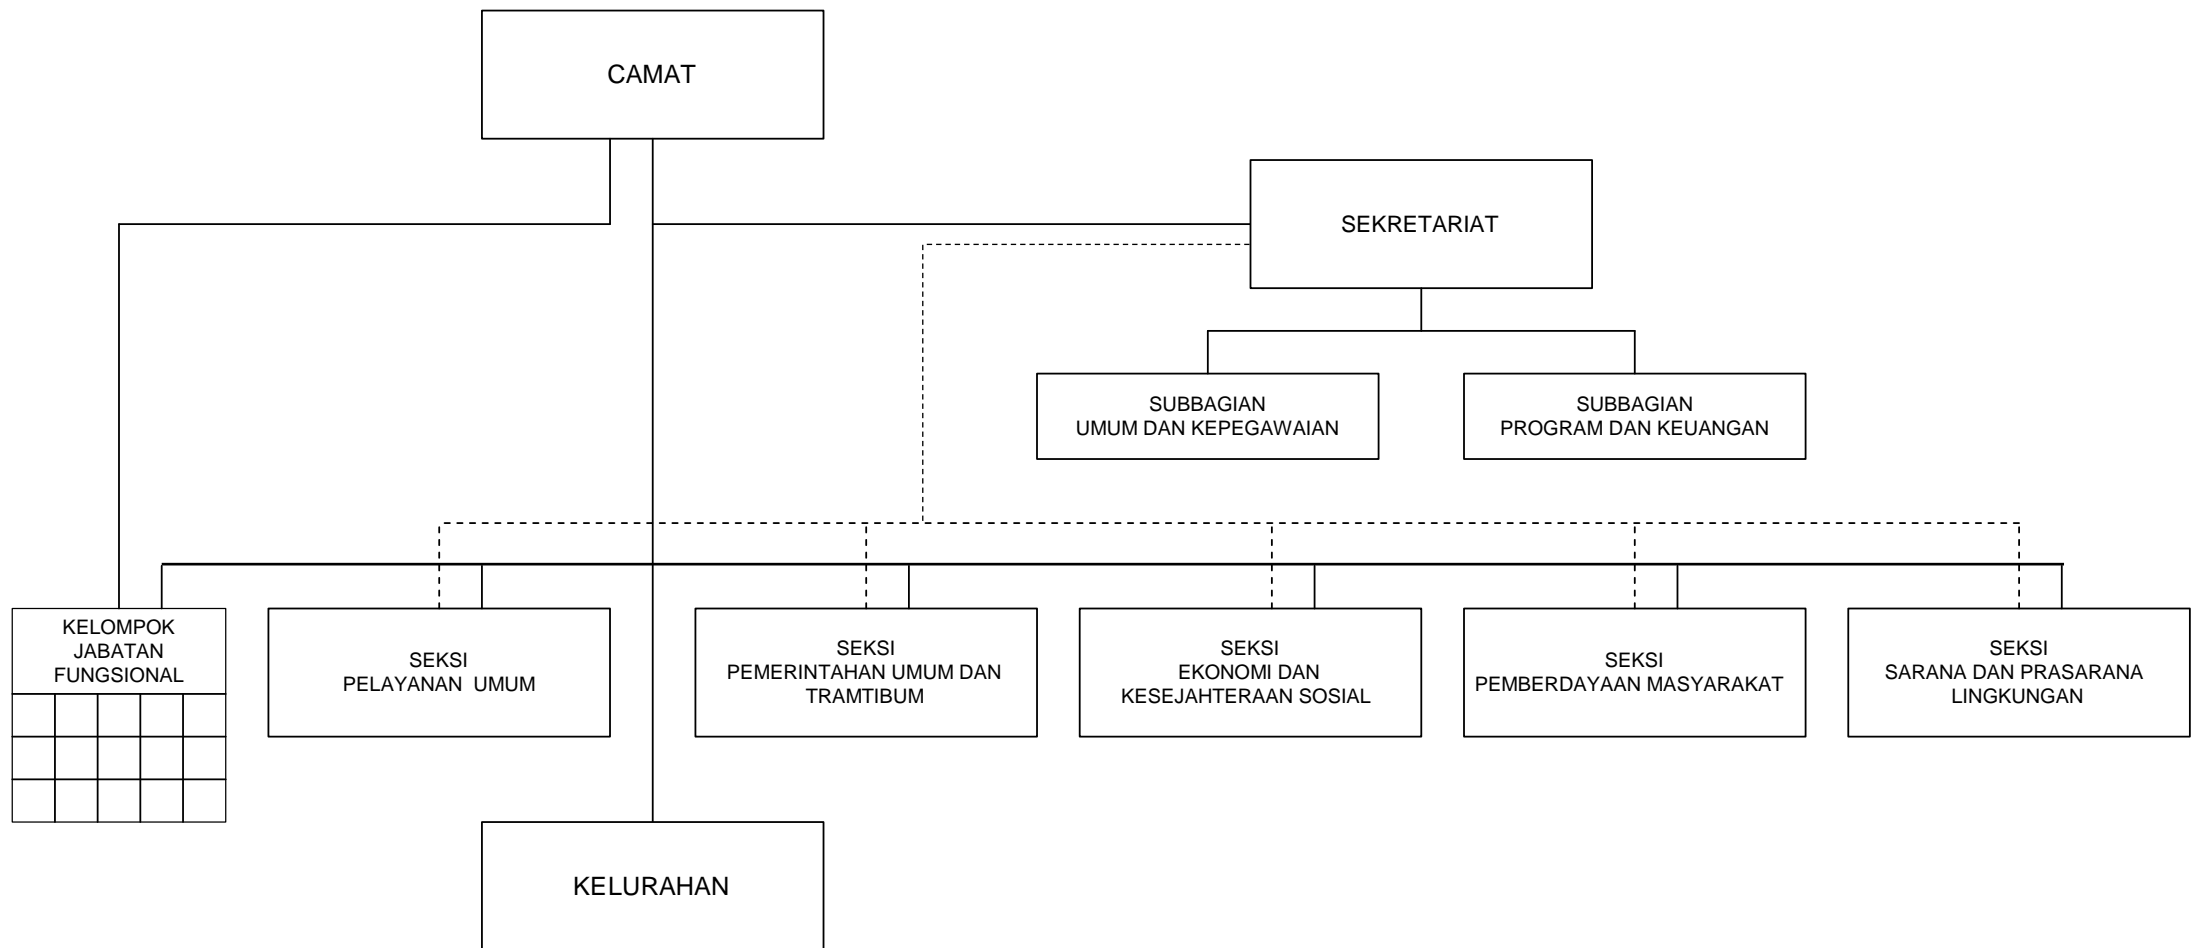 CAMAT
SEKRETARIAT
SUBBAGIAN
UMUM DAN KEPEGAWAIAN
SUBBAGIAN
PROGRAM DAN KEUANGAN
KELOMPOK
JABATAN
FUNGSIONAL
SEKSI
PELAYANAN UMUM
SEKSI
PEMERINTAHAN UMUM DAN
TRAMTIBUM
SEKSI
EKONOMI DAN
KESEJAHTERAAN SOSIAL
SEKSI
PEMBERDAYAAN MASYARAKAT
SEKSI
SARANA DAN PRASARANA
LINGKUNGAN
KELURAHAN